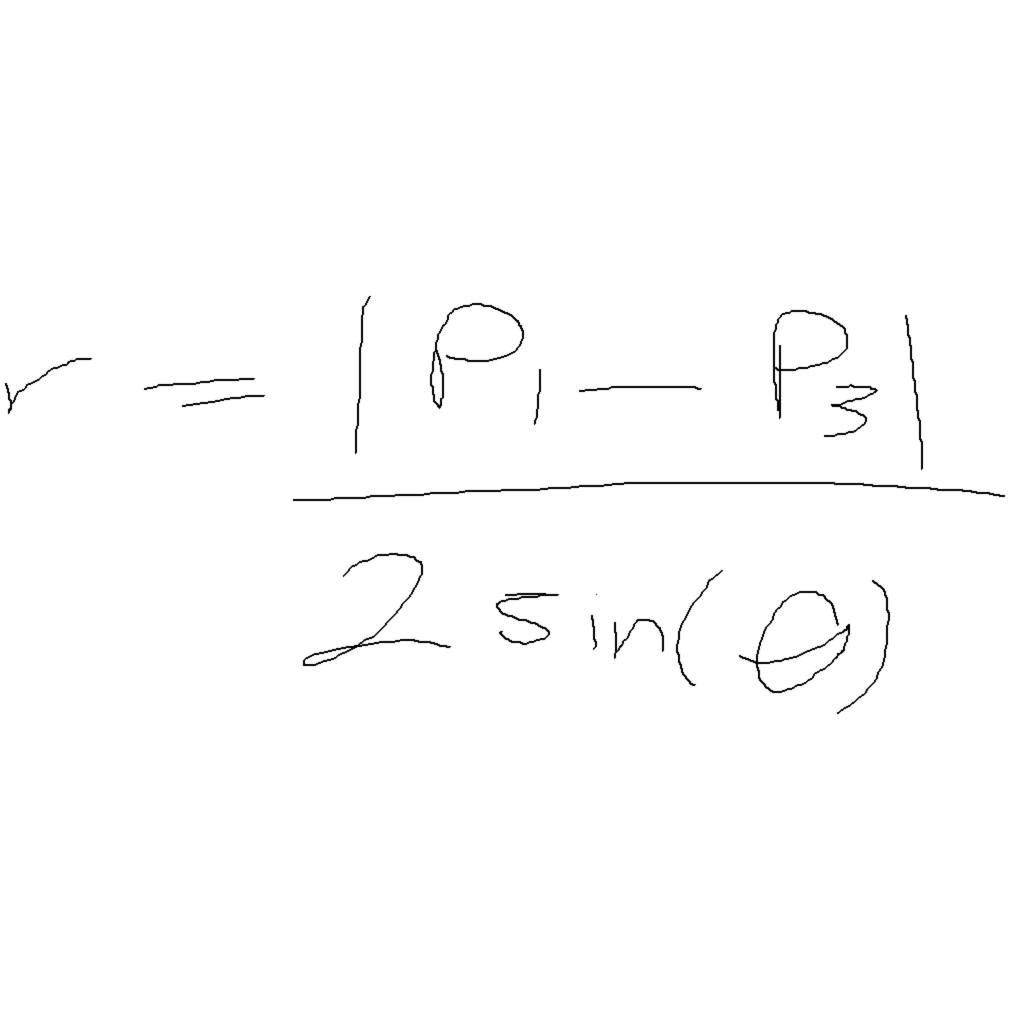 r = |P₁ - P₃|
2 sin(θ)